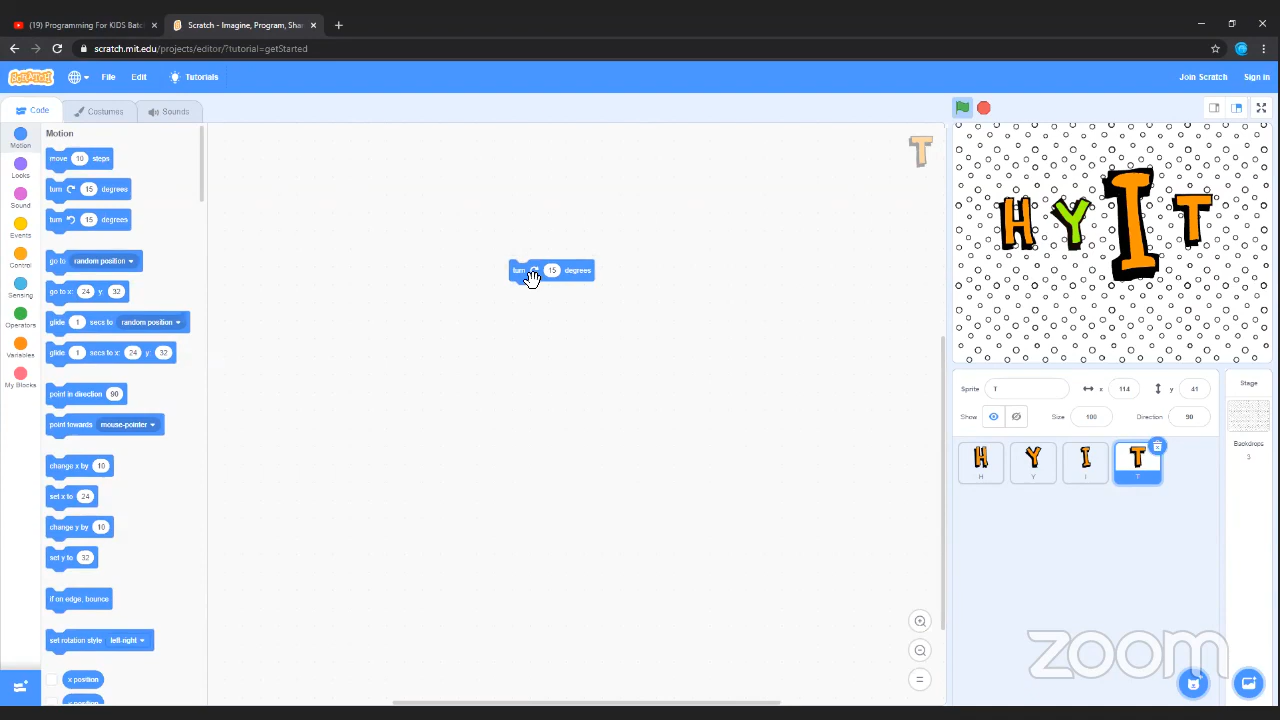 (19) Programming For KIDS Batc
Scratch - Imagine, Program, Sha
scratch.mit.edu/projects/editor/?tutorial=getStarted
SCRATCH
File
Edit
Tutorials
Join Scratch
Sign in
Code
Costumes
Sounds
Motion
Looks
Sound
Events
Control
Sensing
Operators
Variables
My Blocks
Motion
move 10 steps
turn 15 degrees
turn 15 degrees
go to random position
go to x: 24 y: 32
glide 1 secs to random position
glide 1 secs to x: 24 y: 32
point in direction 90
point towards mouse-pointer
change x by 10
set x to 24
change y by 10
set y to 32
if on edge, bounce
set rotation style left-right
x position
turn 15 degrees
T
H Y I T
Sprite T x 114 y 41
Show Size 100 Direction 90
H
Y
I
T
H
Y
I
T
Stage
Backdrops
3
zoom